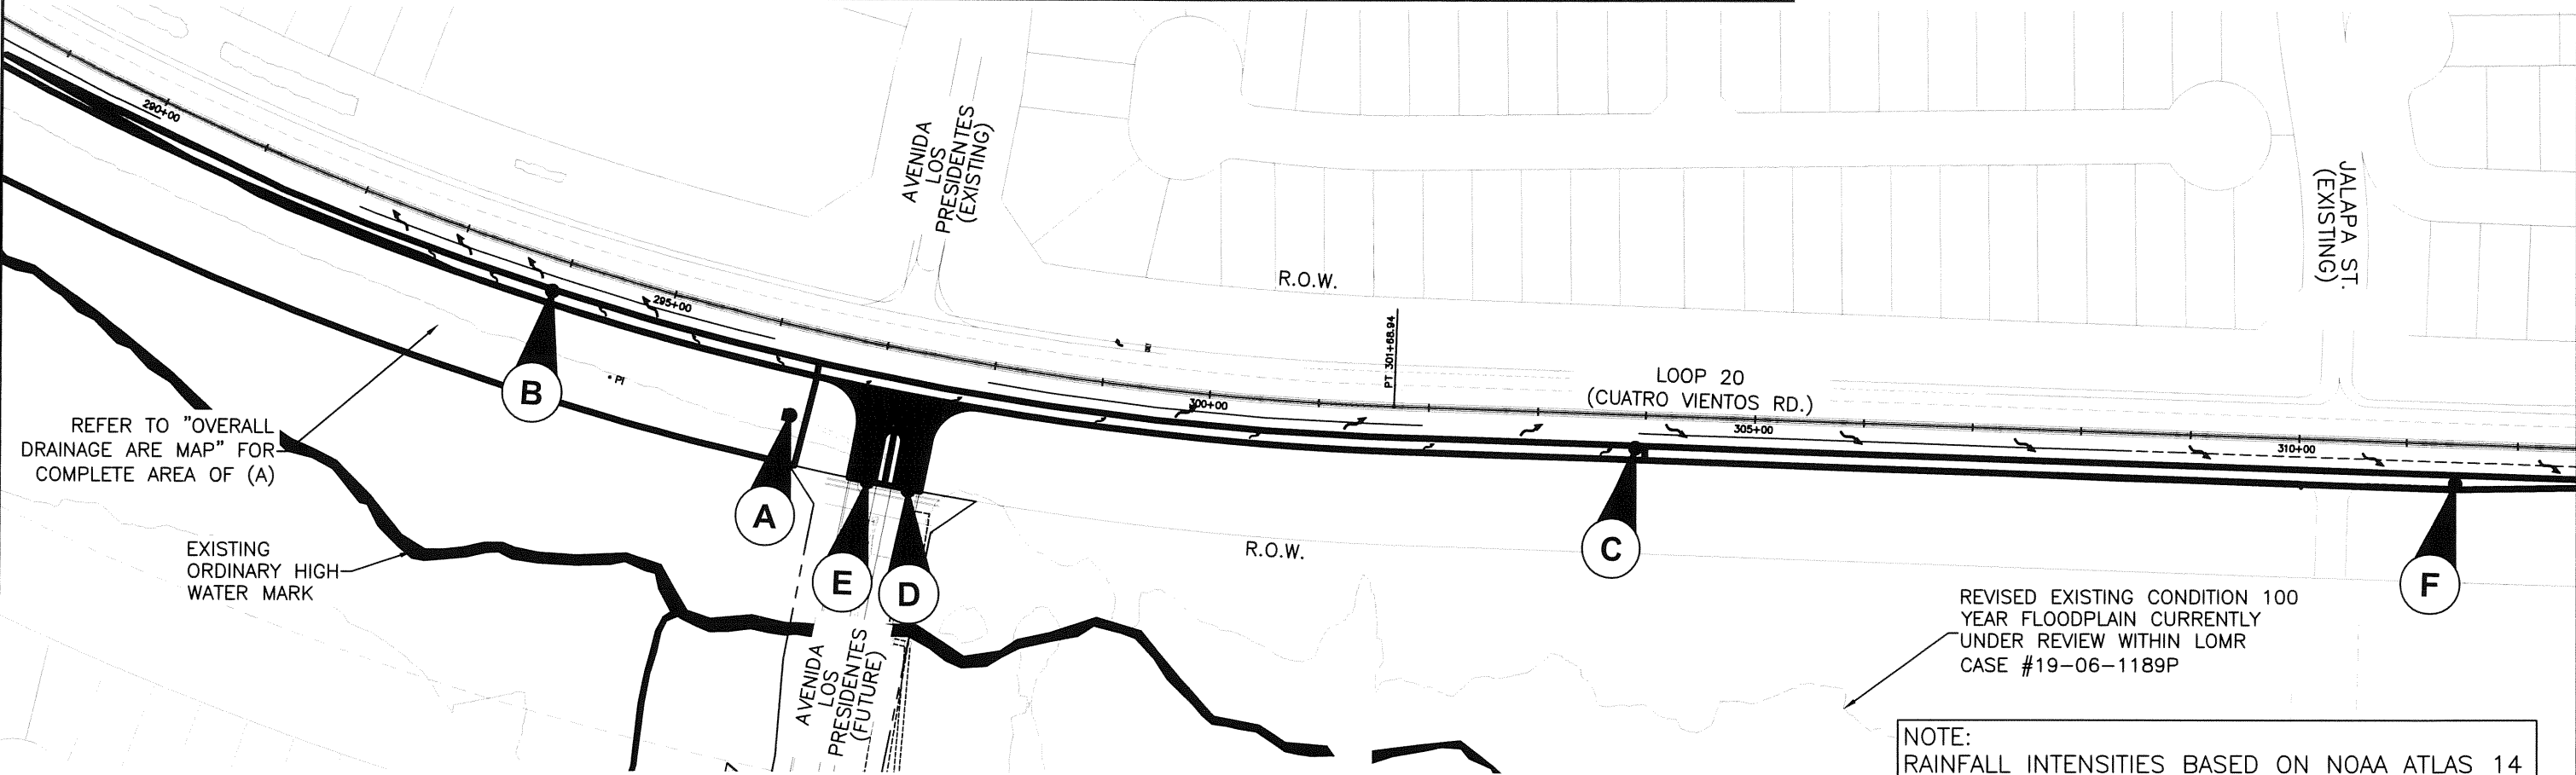 290+00
AVENIDA
LOS
PRESIDENTES
(EXISTING)
JALAPA ST.
(EXISTING)
R.O.W.
295+00
PT 301+68.94
LOOP 20
(CUATRO VIENTOS RD.)
PI
300+00
305+00
310+00
B
REFER TO "OVERALL
DRAINAGE ARE MAP" FOR
COMPLETE AREA OF (A)
A
EXISTING
ORDINARY HIGH
WATER MARK
E
D
R.O.W.
C
F
AVENIDA
LOS
PRESIDENTES
(FUTURE)
REVISED EXISTING CONDITION 100
YEAR FLOODPLAIN CURRENTLY
UNDER REVIEW WITHIN LOMR
CASE #19-06-1189P
NOTE:
RAINFALL INTENSITIES BASED ON NOAA ATLAS 14